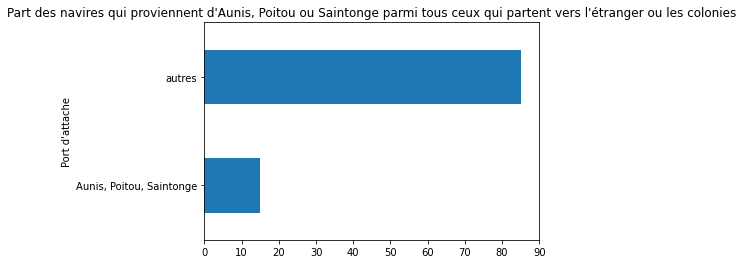 Part des navires qui proviennent d'Aunis, Poitou ou Saintonge parmi tous ceux qui partent vers l'étranger ou les colonies
autres
Port d'attache
Aunis, Poitou, Saintonge
0 10 20 30 40 50 60 70 80 90